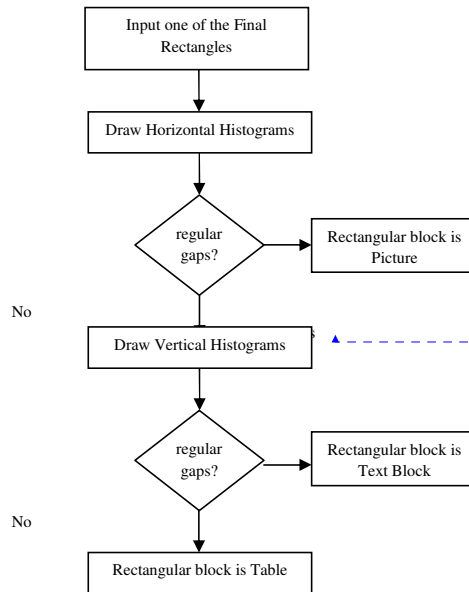 Input one of the Final
Rectangles
Draw Horizontal Histograms
regular
gaps?
Rectangular block is
Picture
No
Draw Vertical Histograms
s
regular
gaps?
Rectangular block is
Text Block
No
Rectangular block is Table